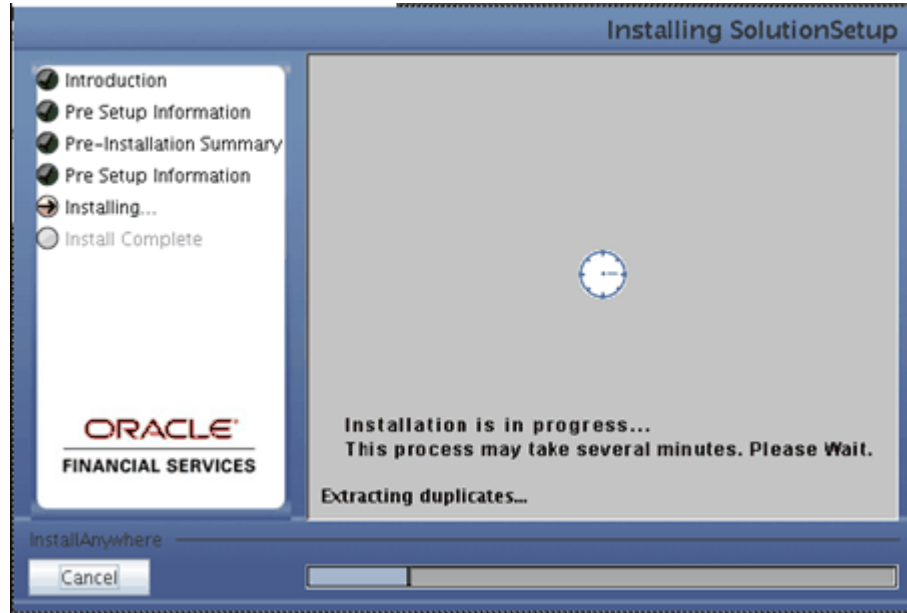 Installing SolutionSetup
Introduction
Pre Setup Information
Pre-Installation Summary
Pre Setup Information
Installing...
Install Complete
ORACLE
FINANCIAL SERVICES
Installation is in progress...
This process may take several minutes. Please Wait.
Extracting duplicates...
InstallAnywhere
Cancel